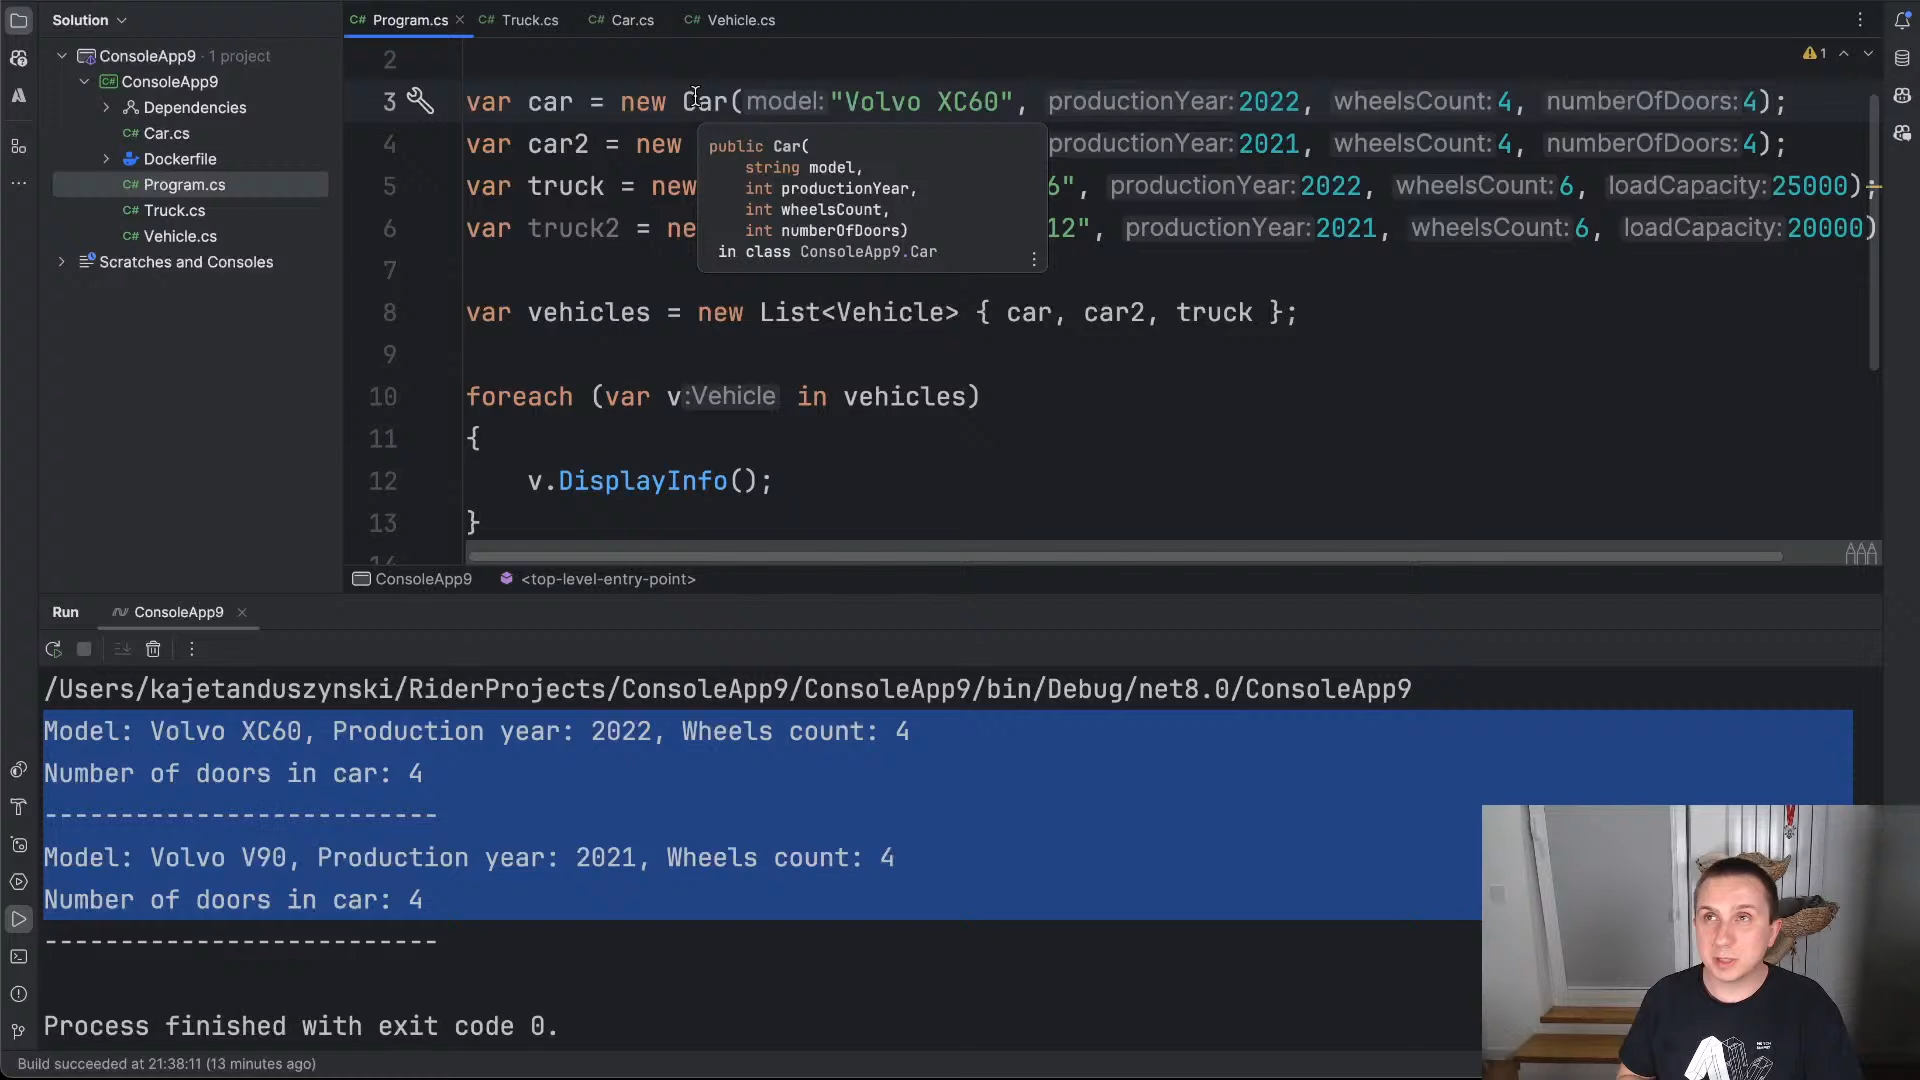 Solution
C# Program.cs
C# Truck.cs
C# Car.cs
C# Vehicle.cs
ConsoleApp9 · 1 project
C# ConsoleApp9
Dependencies
C# Car.cs
Dockerfile
C# Program.cs
C# Truck.cs
C# Vehicle.cs
Scratches and Consoles
1
2
3 var car = new Car(model:"Volvo XC60", productionYear:2022, wheelsCount:4, numberOfDoors:4);
4 var car2 = new productionYear:2021, wheelsCount:4, numberOfDoors:4);
5 var truck = new 6", productionYear:2022, wheelsCount:6, loadCapacity:25000);
6 var truck2 = ne 12", productionYear:2021, wheelsCount:6, loadCapacity:20000)
public Car(
string model,
int productionYear,
int wheelsCount,
int numberOfDoors)
in class ConsoleApp9.Car
7
8 var vehicles = new List<Vehicle> { car, car2, truck };
9
10 foreach (var v:Vehicle in vehicles)
11 {
12 v.DisplayInfo();
13 }
ConsoleApp9 <top-level-entry-point>
Run ConsoleApp9
/Users/kajetanduszynski/RiderProjects/ConsoleApp9/ConsoleApp9/bin/Debug/net8.0/ConsoleApp9
Model: Volvo XC60, Production year: 2022, Wheels count: 4
Number of doors in car: 4
--------------------------
Model: Volvo V90, Production year: 2021, Wheels count: 4
Number of doors in car: 4
--------------------------
Process finished with exit code 0.
Build succeeded at 21:38:11 (13 minutes ago)